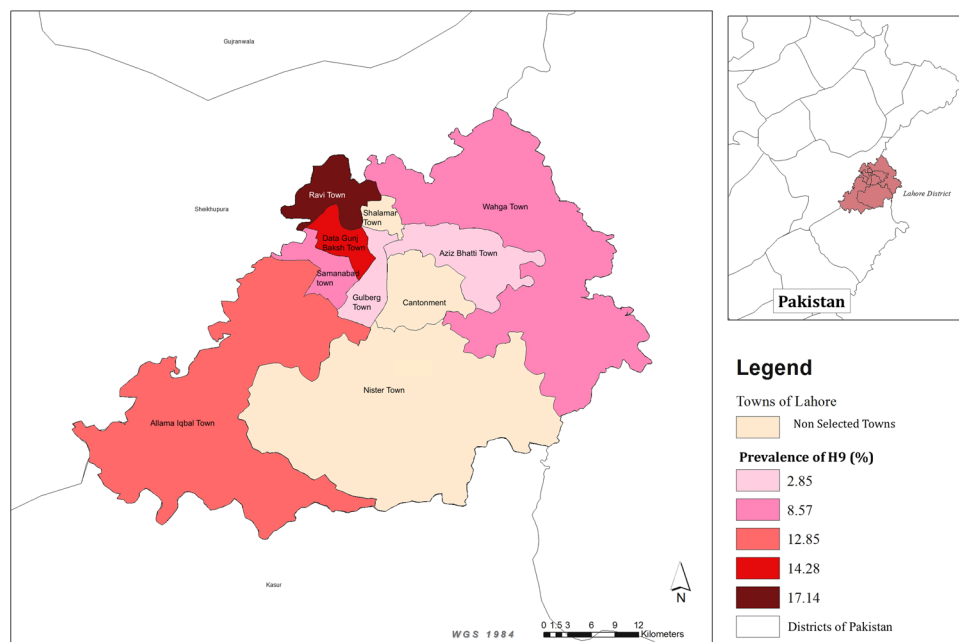 Gujranwala
Sheikhupura
Ravi Town
Shalamar
Town
Wahga Town
Data Gunj
Baksh Town
Aziz Bhatti Town
Samanabad
town
Gulberg
Town
Cantonment
Nister Town
Allama Iqbal Town
Kasur
N
WGS 1984
0 1.5 3 6 9 12
Kilometers
Lahore District
Pakistan
Legend
Towns of Lahore
Non Selected Towns
Prevalence of H9 (%)
2.85
8.57
12.85
14.28
17.14
Districts of Pakistan